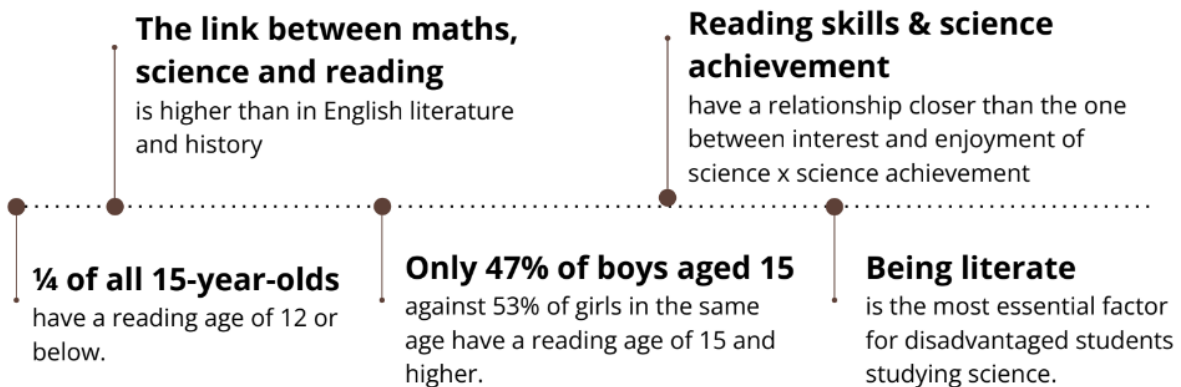 The link between maths,
science and reading
is higher than in English literature
and history
Reading skills & science
achievement
have a relationship closer than the one
between interest and enjoyment of
science x science achievement
¼ of all 15-year-olds
have a reading age of 12 or
below.
Only 47% of boys aged 15
against 53% of girls in the same
age have a reading age of 15 and
higher.
Being literate
is the most essential factor
for disadvantaged students
studying science.